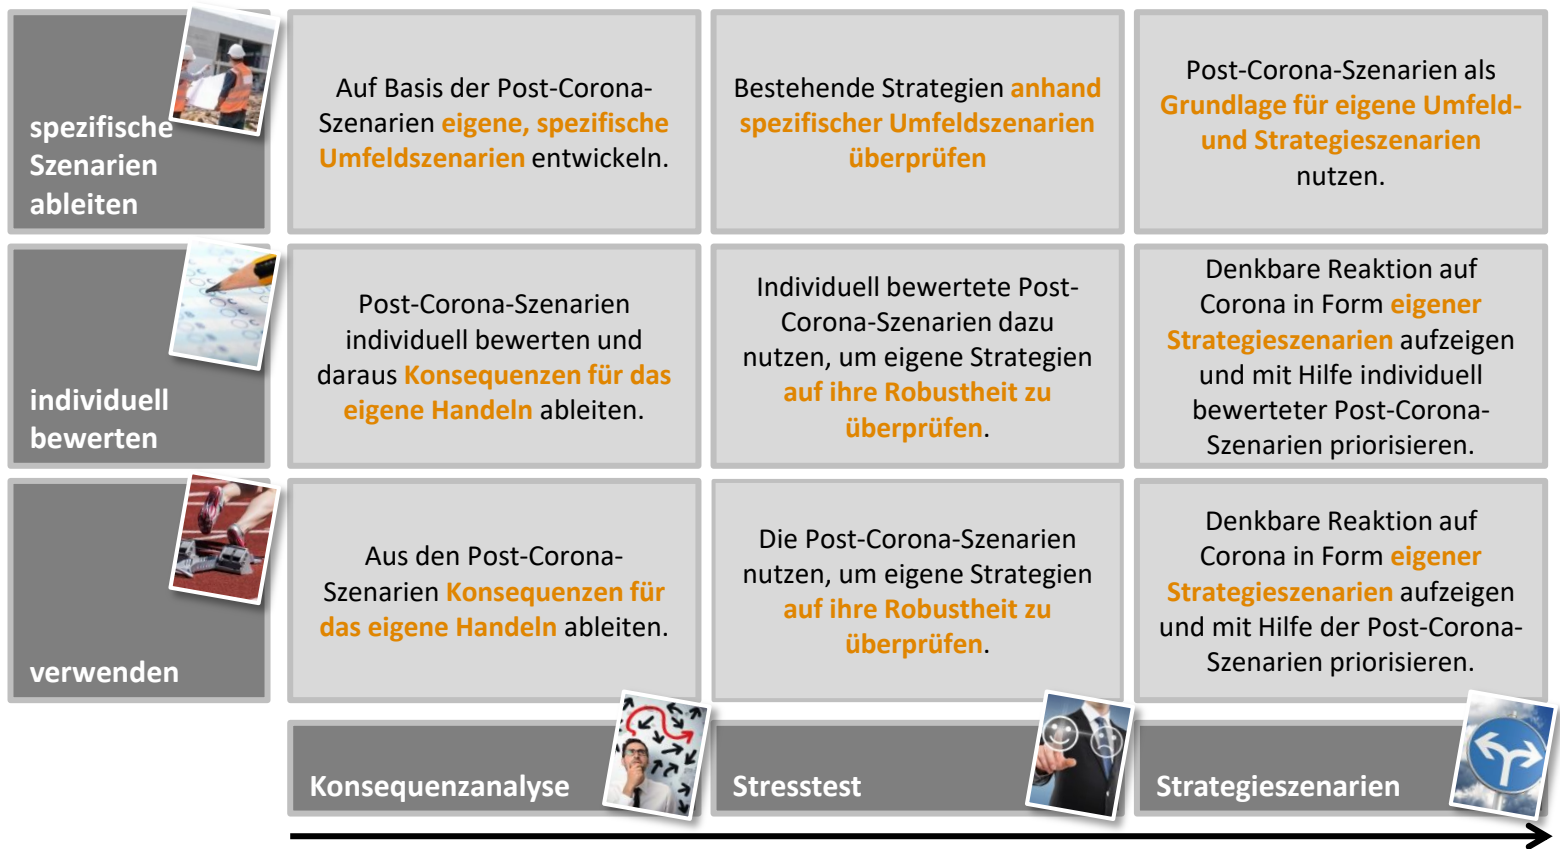 spezifische
Szenarien
ableiten
Auf Basis der Post-Corona-
Szenarien eigene, spezifische
Umfeldszenarien entwickeln.
Bestehende Strategien anhand
spezifischer Umfeldszenarien
überprüfen
Post-Corona-Szenarien als
Grundlage für eigene Umfeld-
und Strategieszenarien
nutzen.
individuell
bewerten
Post-Corona-Szenarien
individuell bewerten und
daraus Konsequenzen für das
eigene Handeln ableiten.
Individuell bewertete Post-
Corona-Szenarien dazu
nutzen, um eigene Strategien
auf ihre Robustheit zu
überprüfen.
Denkbare Reaktion auf
Corona in Form eigener
Strategieszenarien aufzeigen
und mit Hilfe individuell
bewerteter Post-Corona-
Szenarien priorisieren.
verwenden
Aus den Post-Corona-
Szenarien Konsequenzen für
das eigene Handeln ableiten.
Die Post-Corona-Szenarien
nutzen, um eigene Strategien
auf ihre Robustheit zu
überprüfen.
Denkbare Reaktion auf
Corona in Form eigener
Strategieszenarien aufzeigen
und mit Hilfe der Post-Corona-
Szenarien priorisieren.
Konsequenzanalyse
Stresstest
Strategieszenarien